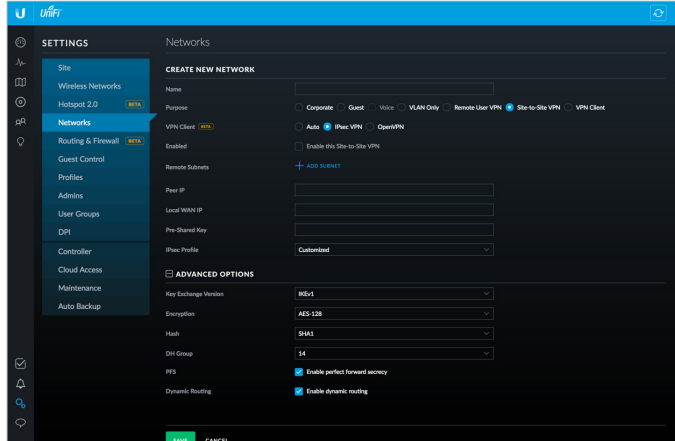 U UniFi
SETTINGS
Site
Wireless Networks
Hotspot 2.0 BETA
Networks
Routing & Firewall BETA
Guest Control
Profiles
Admins
User Groups
DPI
Controller
Cloud Access
Maintenance
Auto Backup
Networks
CREATE NEW NETWORK
Name
Purpose Corporate Guest Voice VLAN Only Remote User VPN Site-to-Site VPN VPN Client
VPN Client BETA Auto IPsec VPN OpenVPN
Enabled Enable this Site-to-Site VPN
Remote Subnets ADD SUBNET
Peer IP
Local WAN IP
Pre-Shared Key
IPsec Profile Customized
ADVANCED OPTIONS
Key Exchange Version IKEv1
Encryption AES-128
Hash SHA1
DH Group 14
PFS Enable perfect forward secrecy
Dynamic Routing Enable dynamic routing
SAVE CANCEL